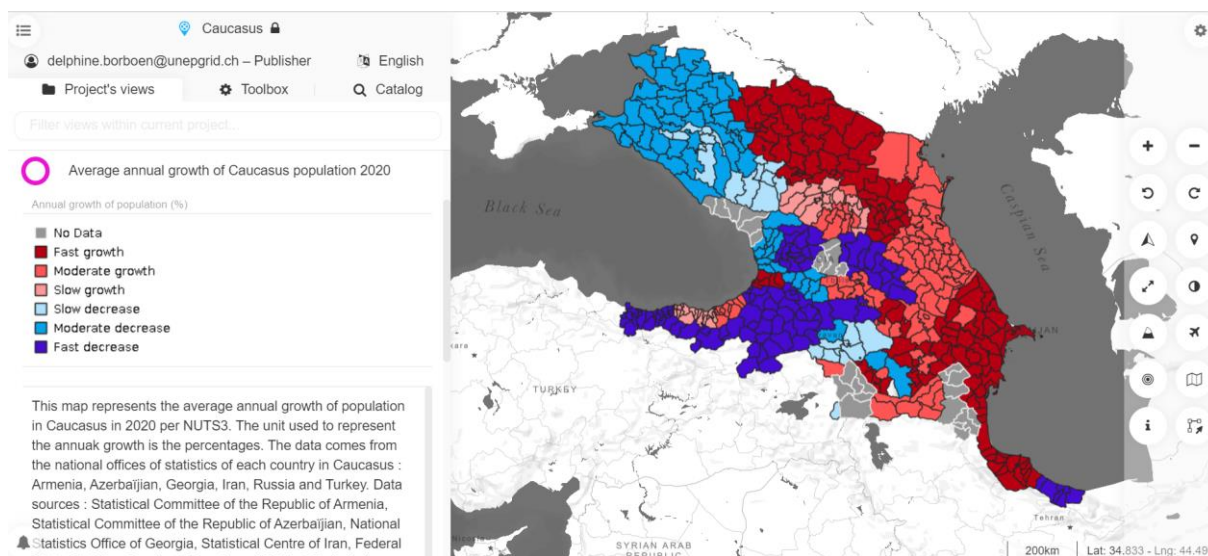 Caucasus
delphine.borboen@unepgrid.ch – Publisher
English
Project's views
Toolbox
Catalog
Filter views within current project...
Average annual growth of Caucasus population 2020
Annual growth of population (%)
No Data
Fast growth
Moderate growth
Slow growth
Slow decrease
Moderate decrease
Fast decrease
This map represents the average annual growth of population
in Caucasus in 2020 per NUTS3. The unit used to represent
the annuak growth is the percentages. The data comes from
the national offices of statistics of each country in Caucasus :
Armenia, Azerbaïjian, Georgia, Iran, Russia and Turkey. Data
sources : Statistical Committee of the Republic of Armenia,
Statistical Committee of the Republic of Azerbaïjian, National
Statistics Office of Georgia, Statistical Centre of Iran, Federal
Black Sea
Caspian Sea
TURKEY
SYRIAN ARAB
REPUBLIC
Tehran
200km
Lat: 34.833 - Lng: 44.49